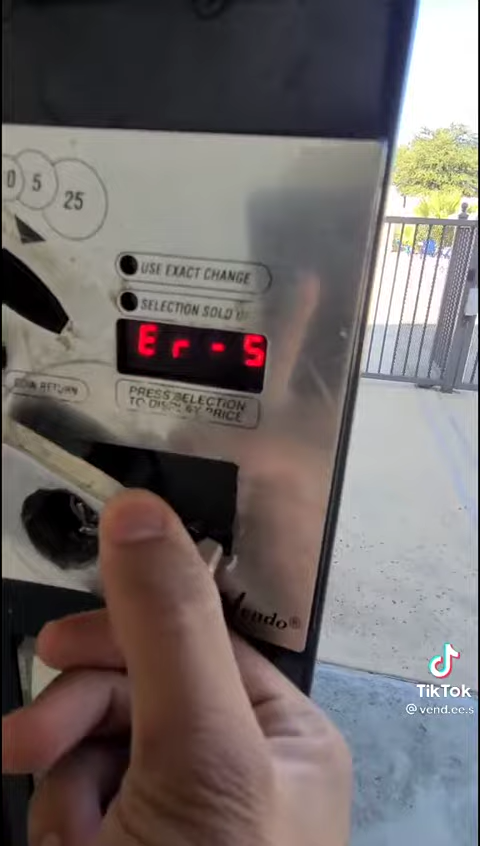 0 5 25
USE EXACT CHANGE
SELECTION SOLD
Er-5
COIN RETURN
PRESS SELECTION
TO DISPLAY PRICE
Vendo®
TikTok
@vend.ee.s